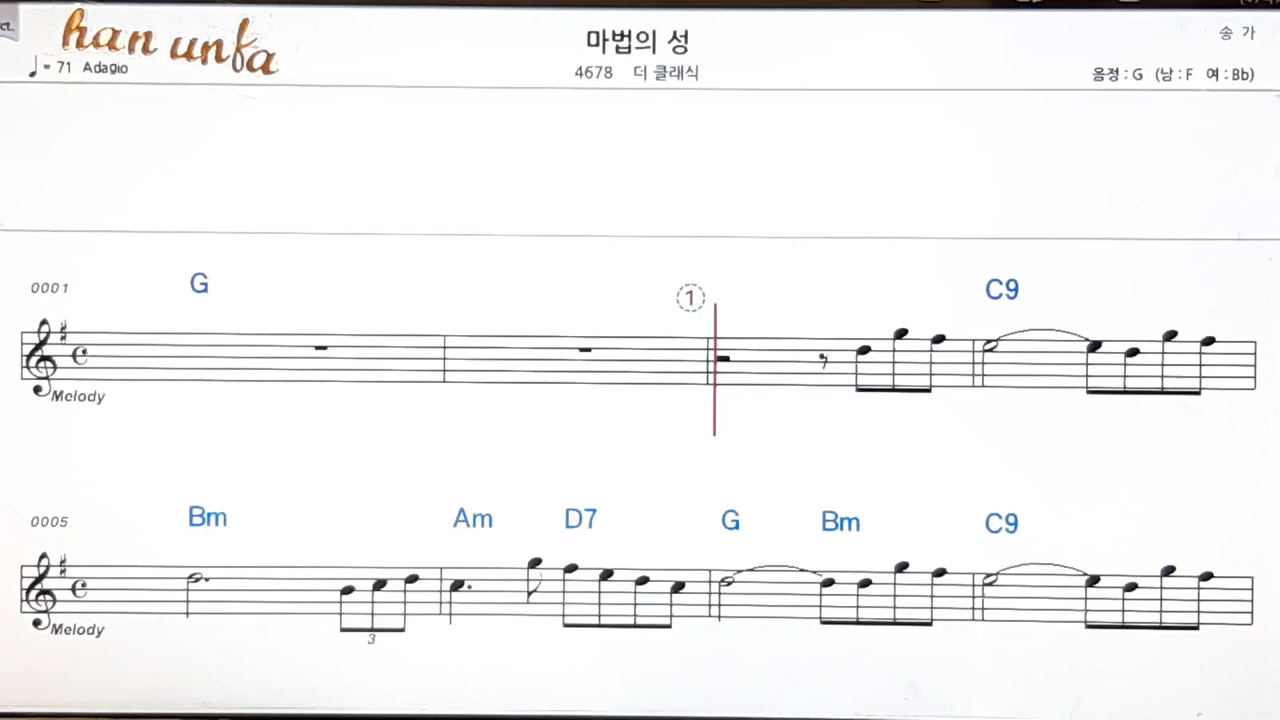 han unfa
♩= 71 Adagio
마법의 성
4678 더 클래식
송 가
음정 : G (남 : F 여 : Bb)
0001
G
1
C9
Melody
0005
Bm
Am
D7
G
Bm
C9
Melody
3